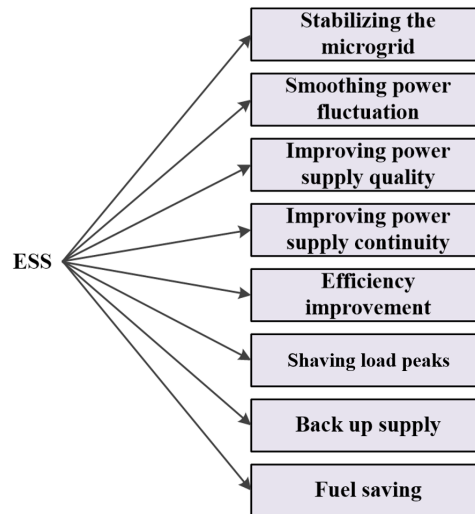 Stabilizing the
microgrid
Smoothing power
fluctuation
Improving power
supply quality
Improving power
supply continuity
ESS
Efficiency
improvement
Shaving load peaks
Back up supply
Fuel saving